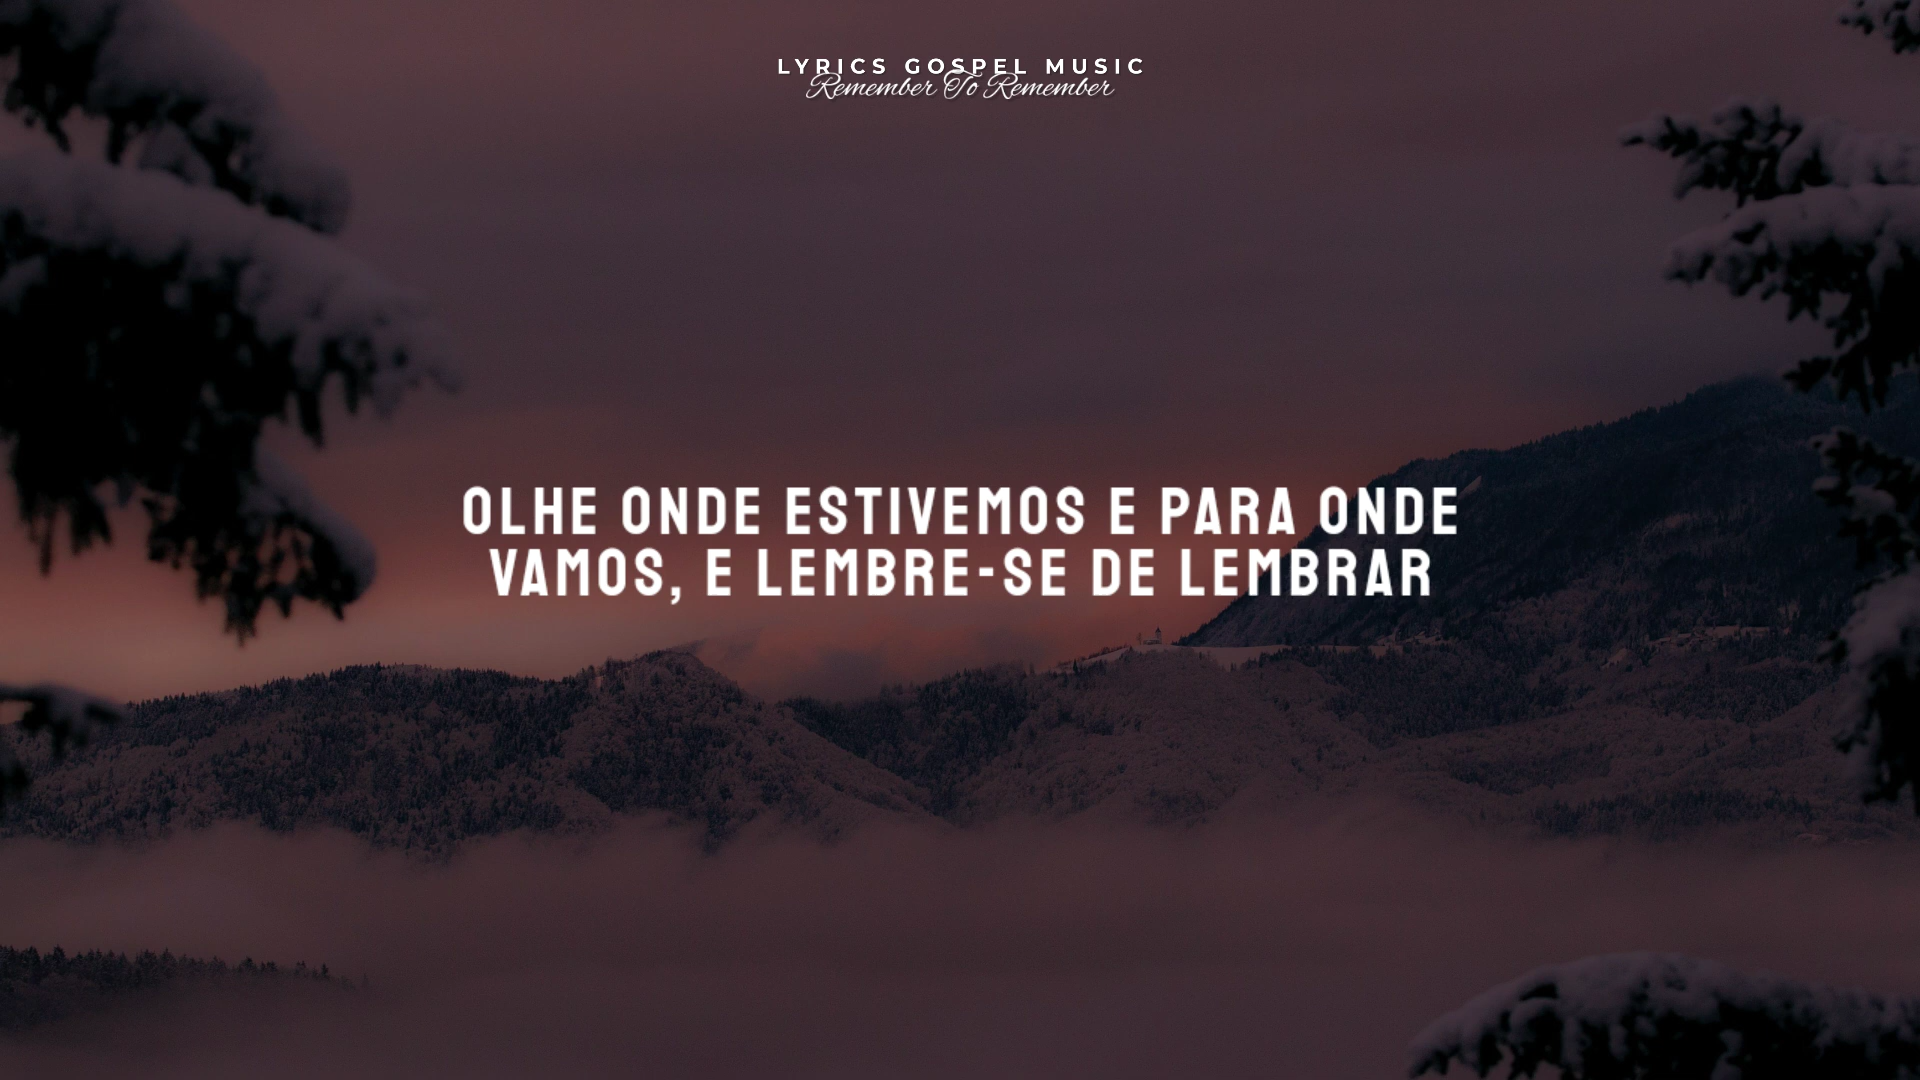 LYRICS GOSPEL MUSIC
Remember To Remember
OLHE ONDE ESTIVEMOS E PARA ONDE
VAMOS, E LEMBRE-SE DE LEMBRAR